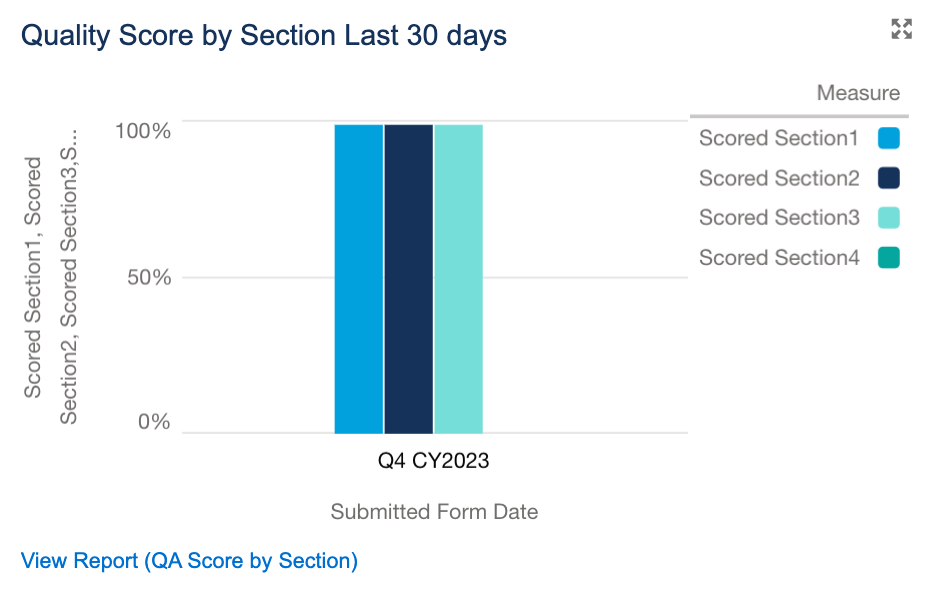 Quality Score by Section Last 30 days
Measure
Scored Section1
Scored Section2
Scored Section3
Scored Section4
Scored Section1, Scored
Section2, Scored Section3,S...
100%
50%
0%
Q4 CY2023
Submitted Form Date
View Report (QA Score by Section)